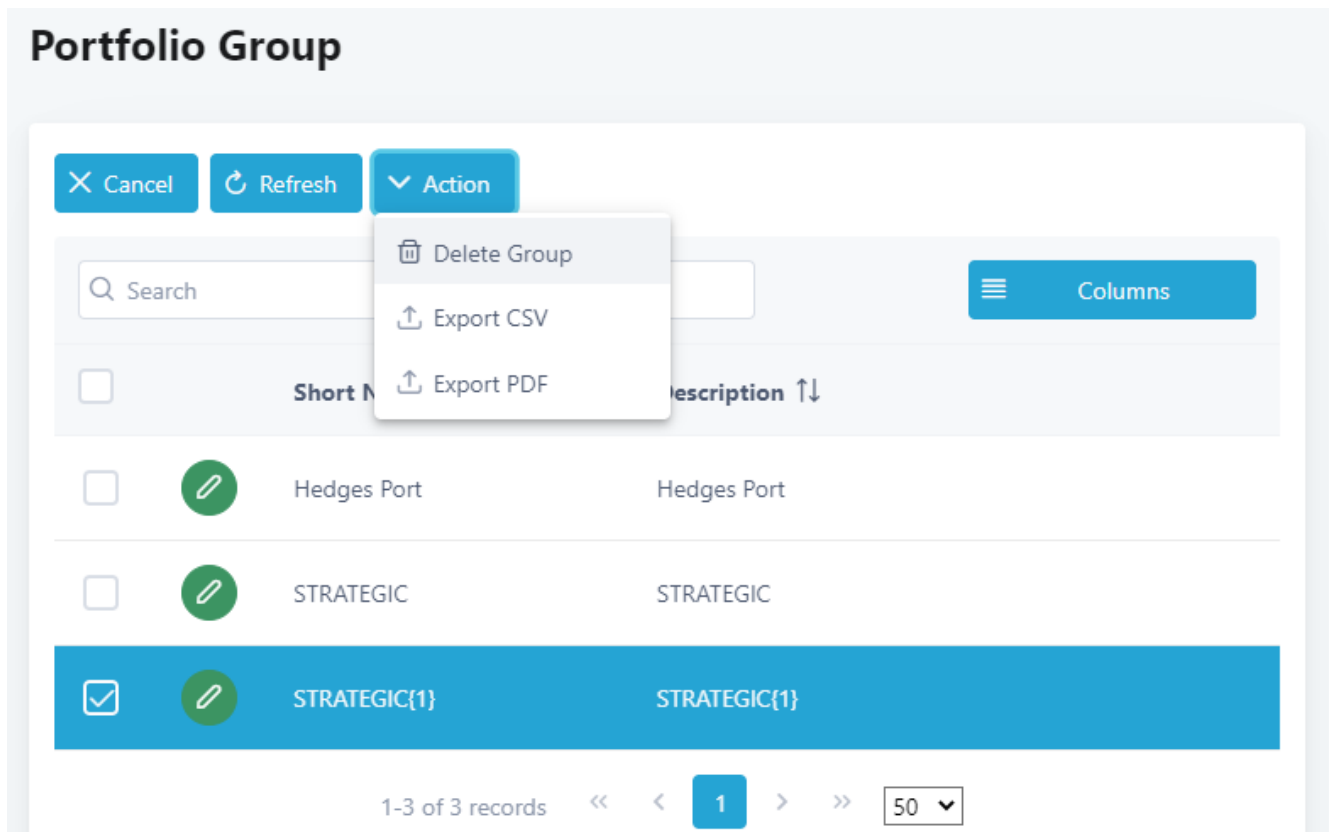 Portfolio Group
Cancel Refresh Action
Delete Group
Search Columns
Export CSV
Export PDF
Short escription
Hedges Port Hedges Port
STRATEGIC STRATEGIC
STRATEGIC{1} STRATEGIC{1}
1-3 of 3 records 1 50